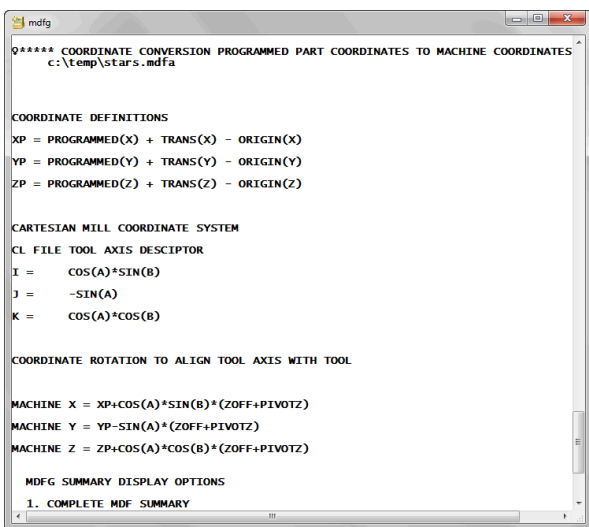 mdfg
♀***** COORDINATE CONVERSION PROGRAMMED PART COORDINATES TO MACHINE COORDINATES
c:\temp\stars.mdfa
COORDINATE DEFINITIONS
XP = PROGRAMMED(X) + TRANS(X) - ORIGIN(X)
YP = PROGRAMMED(Y) + TRANS(Y) - ORIGIN(Y)
ZP = PROGRAMMED(Z) + TRANS(Z) - ORIGIN(Z)
CARTESIAN MILL COORDINATE SYSTEM
CL FILE TOOL AXIS DESCIPTOR
I = COS(A)*SIN(B)
J = -SIN(A)
K = COS(A)*COS(B)
COORDINATE ROTATION TO ALIGN TOOL AXIS WITH TOOL
MACHINE X = XP+COS(A)*SIN(B)*(ZOFF+PIVOTZ)
MACHINE Y = YP-SIN(A)*(ZOFF+PIVOTZ)
MACHINE Z = ZP+COS(A)*COS(B)*(ZOFF+PIVOTZ)
MDFG SUMMARY DISPLAY OPTIONS
1. COMPLETE MDF SUMMARY